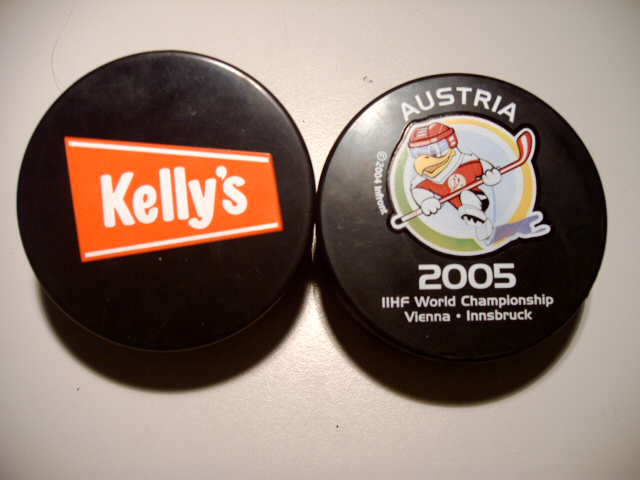 Kelly's
AUSTRIA
©2004 Infront
2005
IIHF World Championship
Vienna • Innsbruck